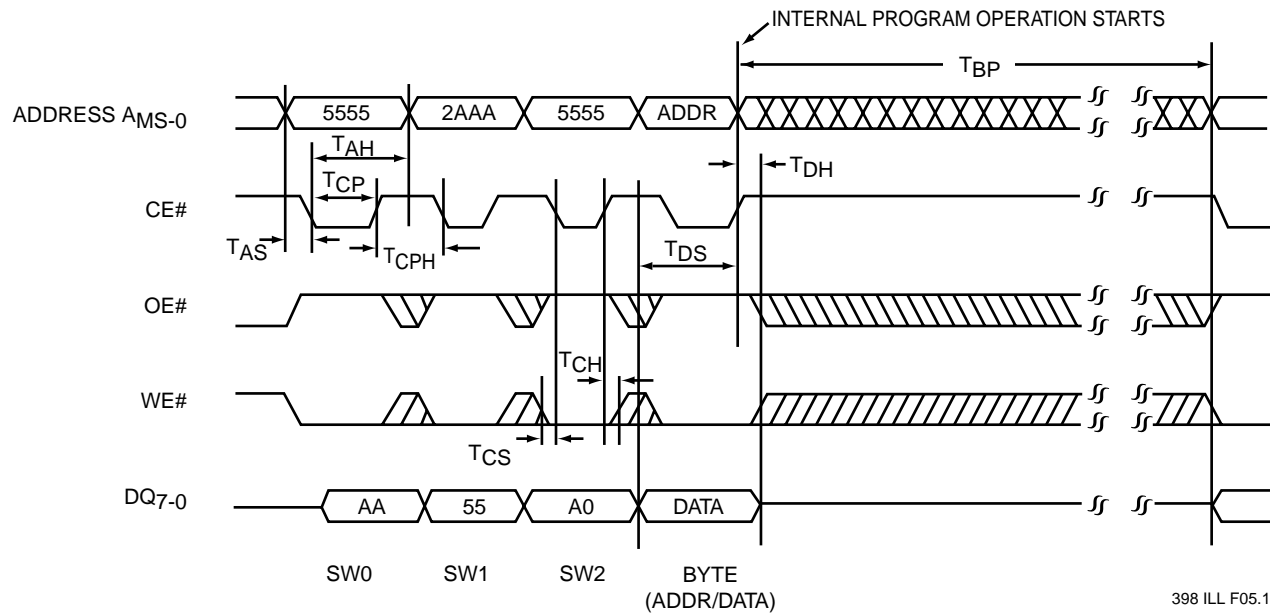 INTERNAL PROGRAM OPERATION STARTS
TBP
ADDRESS AMS-0
5555
2AAA
5555
ADDR
TAH
TDH
TCP
CE#
TAS
TCPH
TDS
OE#
TCH
WE#
TCS
DQ7-0
AA
55
A0
DATA
SW0
SW1
SW2
BYTE
(ADDR/DATA)
398 ILL F05.1